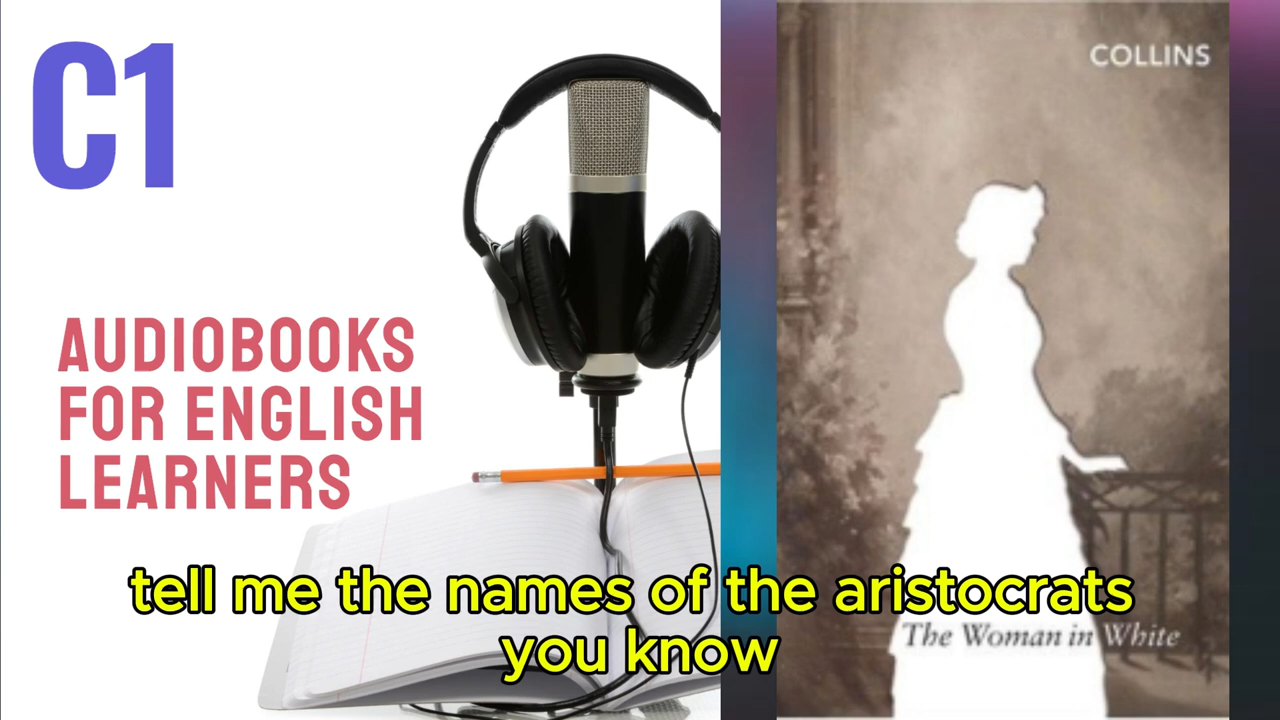 C1
AUDIOBOOKS
FOR ENGLISH
LEARNERS
COLLINS
The Woman in White
tell me the names of the aristocrats
you know